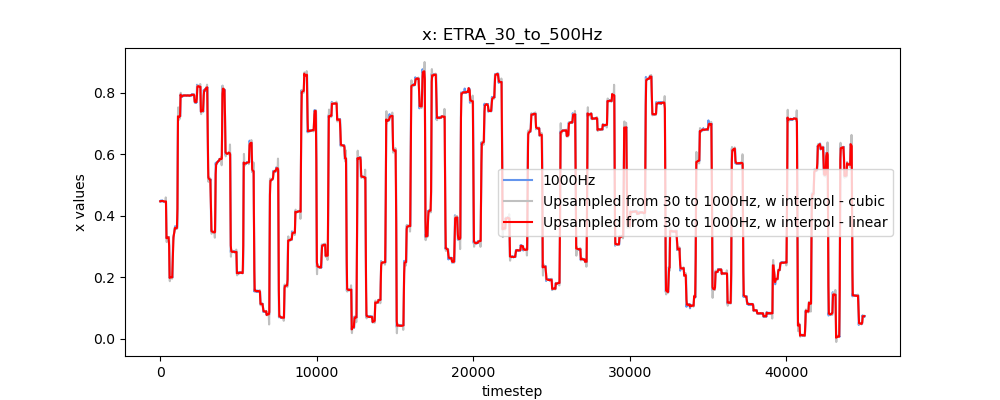 x: ETRA_30_to_500Hz
x values
0.8
0.6
0.4
0.2
0.0
1000Hz
Upsampled from 30 to 1000Hz, w interpol - cubic
Upsampled from 30 to 1000Hz, w interpol - linear
0
10000
20000
30000
40000
timestep